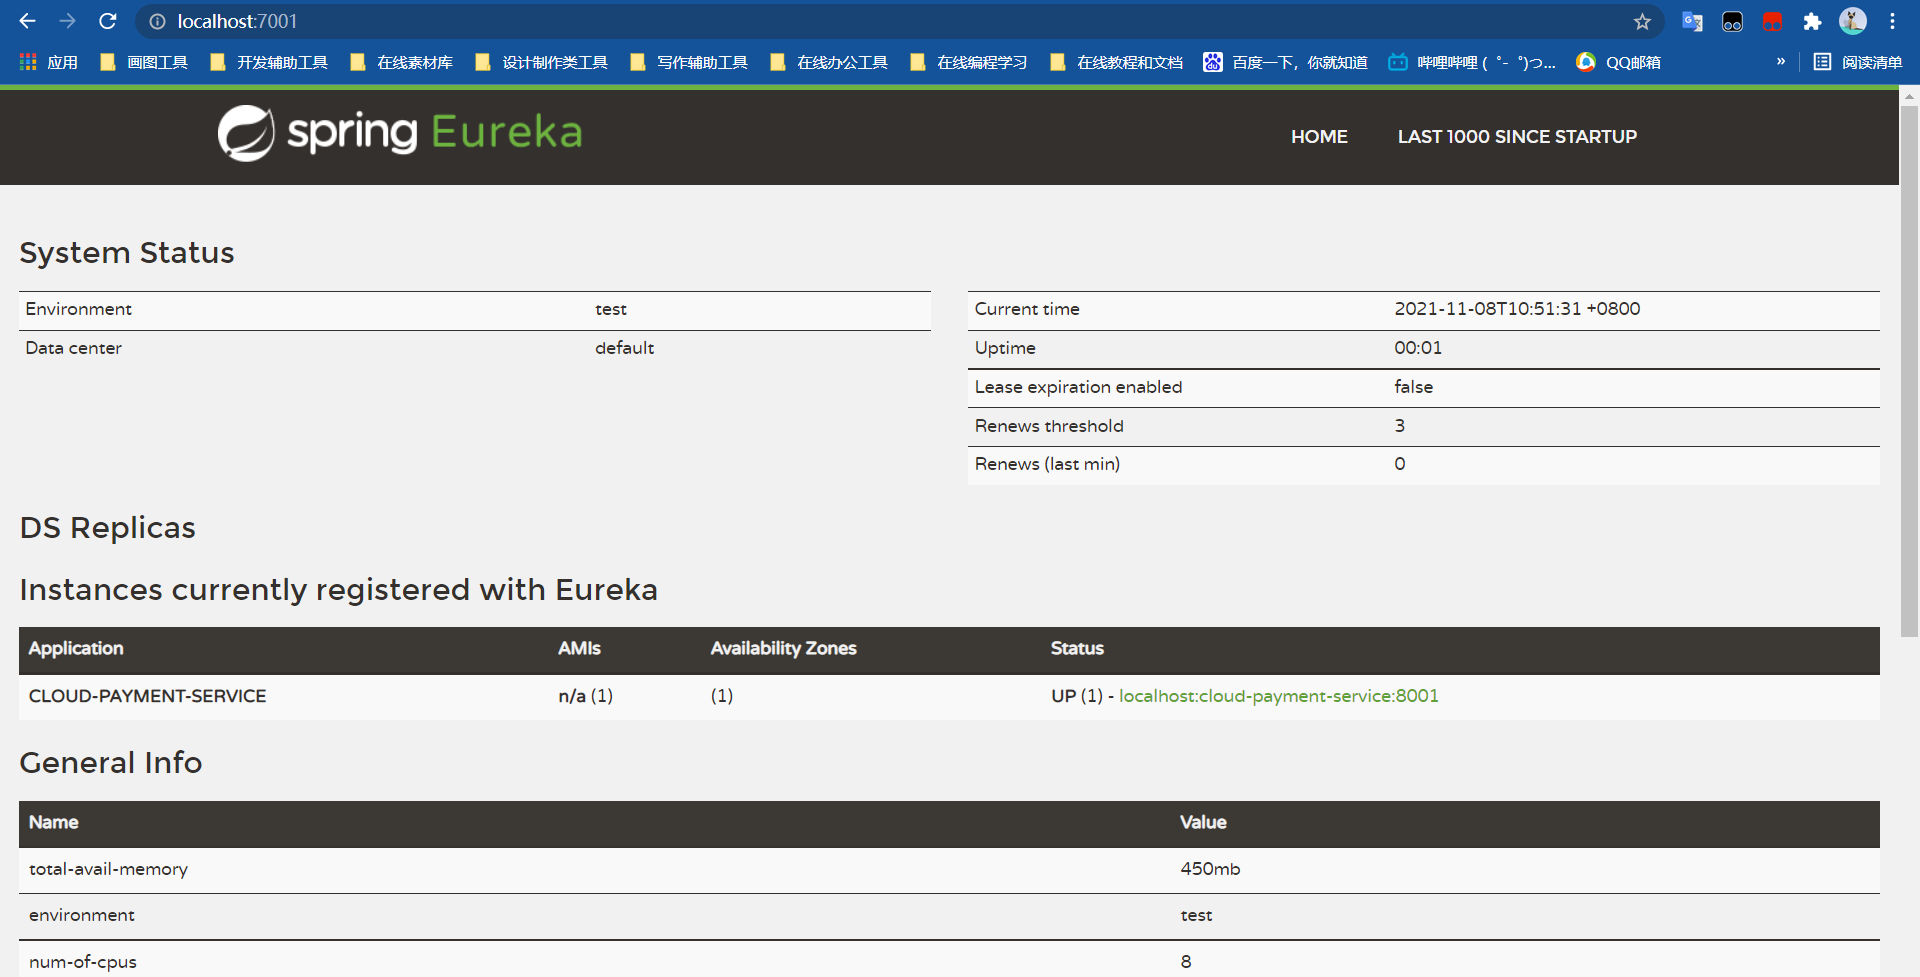 localhost:7001
应用 画图工具 开发辅助工具 在线素材库 设计制作类工具 写作辅助工具 在线办公工具 在线编程学习 在线教程和文档 百度一下，你就知道 哔哩哔哩 (゜-゜)つ... QQ邮箱 » 阅读清单
spring Eureka
HOME LAST 1000 SINCE STARTUP
System Status
Environment test
Data center default
Current time 2021-11-08T10:51:31 +0800
Uptime 00:01
Lease expiration enabled false
Renews threshold 3
Renews (last min) 0
DS Replicas
Instances currently registered with Eureka
Application AMIs Availability Zones Status
CLOUD-PAYMENT-SERVICE n/a (1) (1) UP (1) - localhost:cloud-payment-service:8001
General Info
Name Value
total-avail-memory 450mb
environment test
num-of-cpus 8